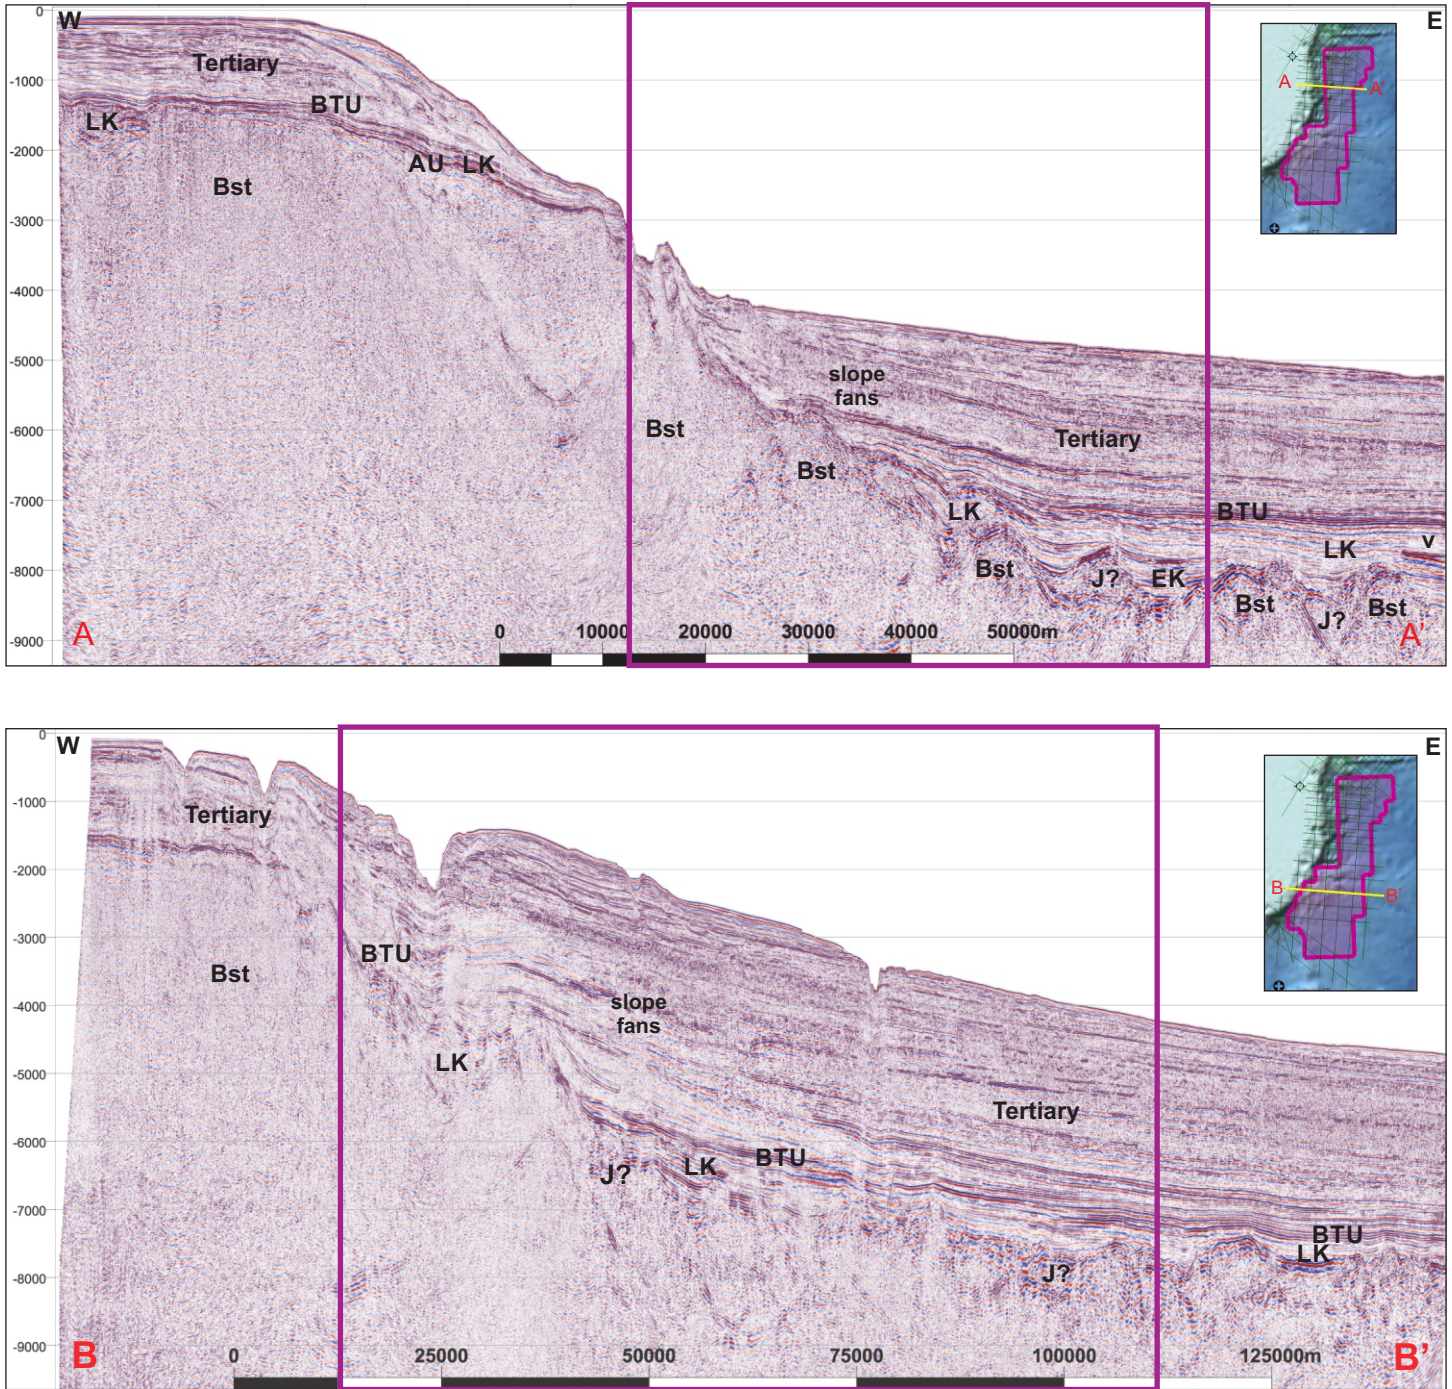 W
E
0
-1000
-2000
-3000
-4000
-5000
-6000
-7000
-8000
-9000
Tertiary
BTU
LK
AU LK
Bst
A A'
slope
fans
Bst
Tertiary
Bst
LK
BTU
LK
v
Bst
J?
EK
Bst
J?
Bst
A
A'
0 10000 20000 30000 40000 50000m
W
E
0
-1000
-2000
-3000
-4000
-5000
-6000
-7000
-8000
-9000
Tertiary
B B'
BTU
Bst
slope
fans
LK
Tertiary
BTU
LK
J?
BTU
LK
J?
B
B'
0 25000 50000 75000 100000 125000m